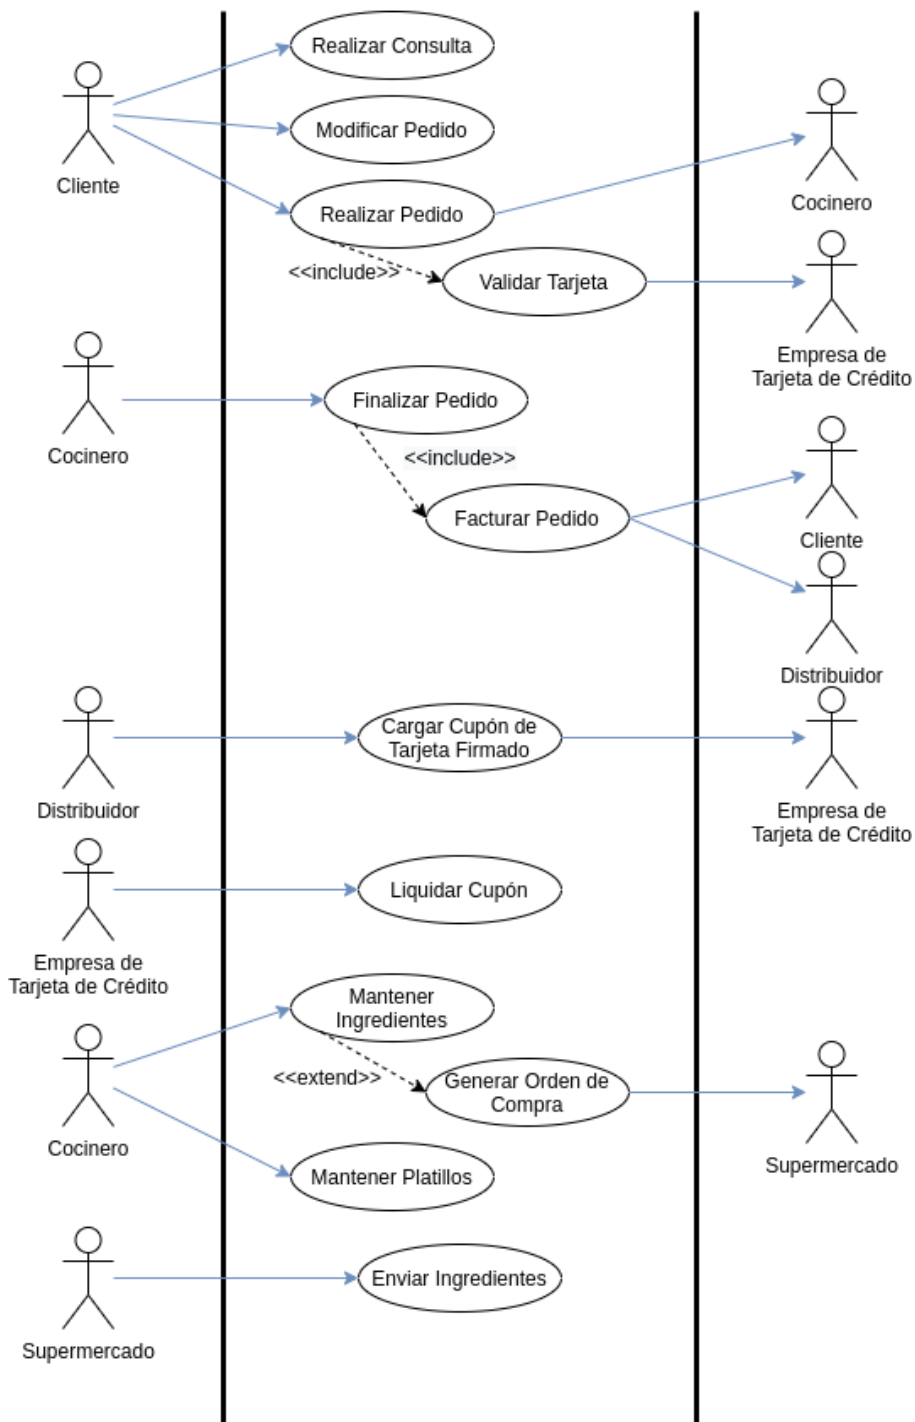 Realizar Consulta
Modificar Pedido
Cliente
Realizar Pedido
Cocinero
<<include>>
Validar Tarjeta
Empresa de
Tarjeta de Crédito
Cocinero
Finalizar Pedido
<<include>>
Facturar Pedido
Cliente
Distribuidor
Distribuidor
Cargar Cupón de
Tarjeta Firmado
Empresa de
Tarjeta de Crédito
Empresa de
Tarjeta de Crédito
Liquidar Cupón
Mantener
Ingredientes
<<extend>>
Generar Orden de
Compra
Cocinero
Supermercado
Mantener Platillos
Enviar Ingredientes
Supermercado